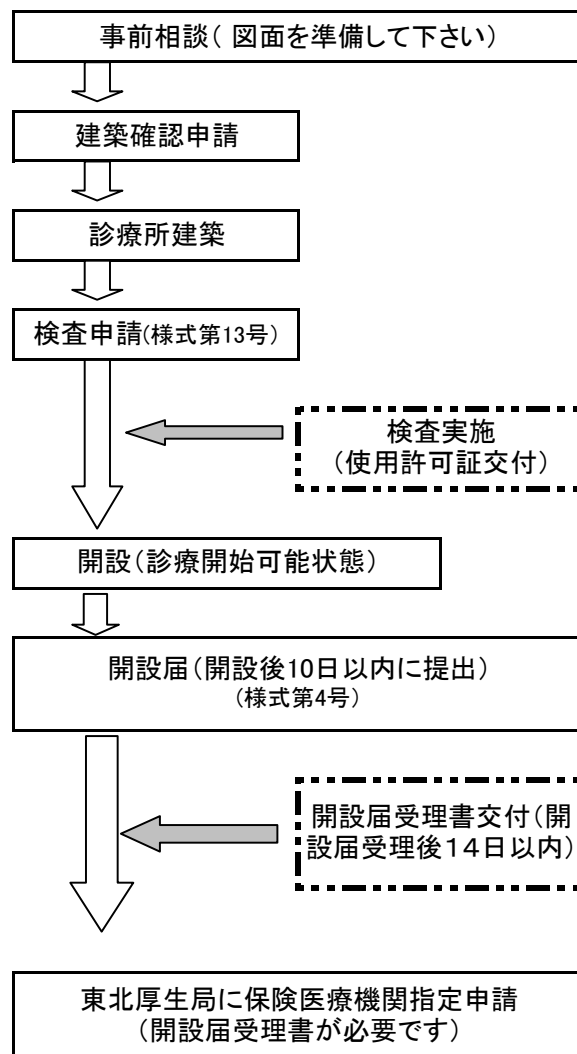 事前相談（ 図面を準備して下さい）
建築確認申請
診療所建築
検査申請(様式第13号)
検査実施
（使用許可証交付）
開設（診療開始可能状態）
開設届（開設後10日以内に提出）
(様式第4号)
開設届受理書交付（開
設届受理後１４日以内）
東北厚生局に保険医療機関指定申請
（開設届受理書が必要です）